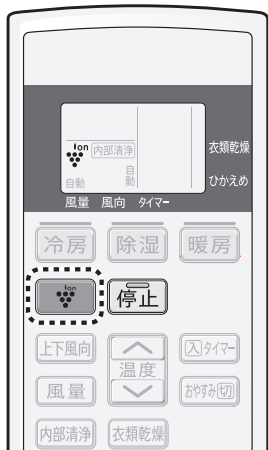 Ion
内部清浄
衣類乾燥
自動
自動
ひかえめ
風量 風向 タイマー
冷房 除湿 暖房
Ion 停止
上下風向 温度 入タイマー
風量 おやすみ切
内部清浄 衣類乾燥